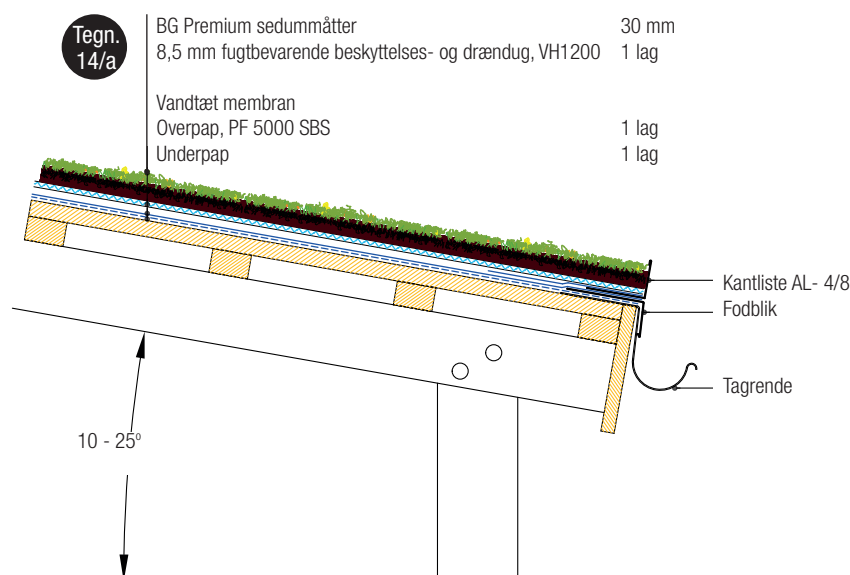 Tegn.
14/a
BG Premium sedummåtter 30 mm
8,5 mm fugtbevarende beskyttelses- og drændug, VH1200 1 lag
Vandtæt membran
Overpap, PF 5000 SBS 1 lag
Underpap 1 lag
Kantliste AL- 4/8
Fodblik
Tagrende
10 - 25º